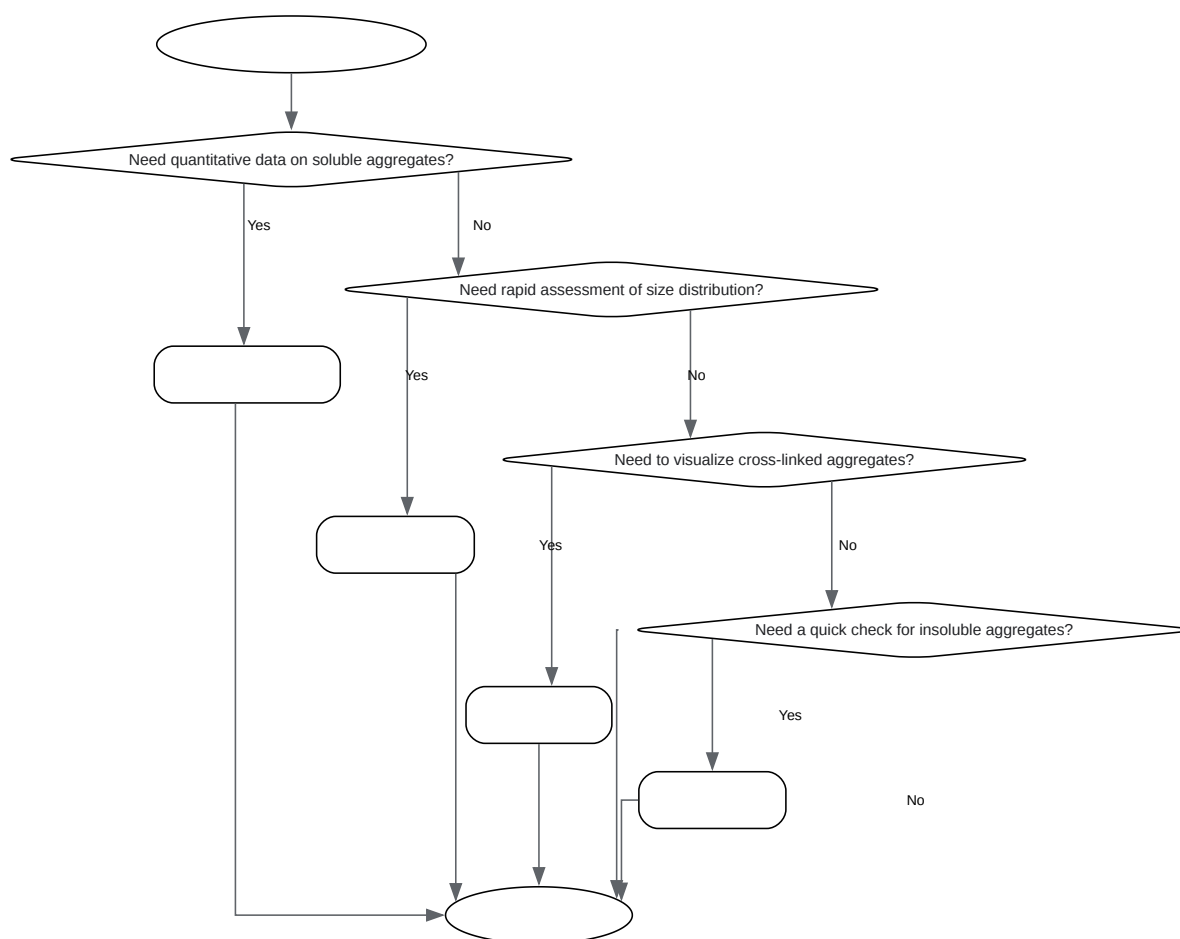 Need quantitative data on soluble aggregates?
Yes
No
Need rapid assessment of size distribution?
Yes
No
Need to visualize cross-linked aggregates?
Yes
No
Need a quick check for insoluble aggregates?
Yes
No